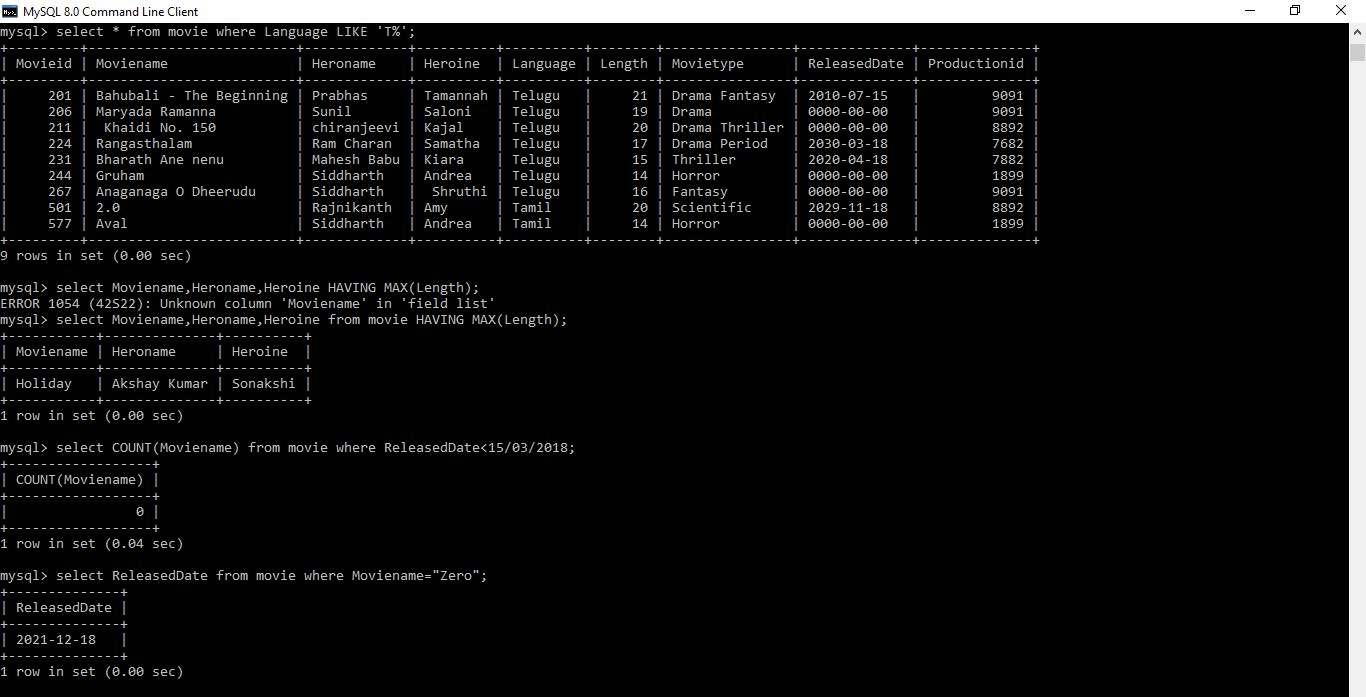 MySQL 8.0 Command Line Client
mysql> select * from movie where Language LIKE 'T%';
+---------+--------------------------+-------------+----------+----------+--------+----------------+--------------+--------------+
| Movieid | Moviename                | Heroname    | Heroine  | Language | Length | Movietype      | ReleasedDate | Productionid |
+---------+--------------------------+-------------+----------+----------+--------+----------------+--------------+--------------+
|     201 | Bahubali - The Beginning | Prabhas     | Tamannah | Telugu   |     21 | Drama Fantasy  | 2010-07-15   |         9091 |
|     206 | Maryada Ramanna          | Sunil       | Saloni   | Telugu   |     19 | Drama          | 0000-00-00   |         9091 |
|     211 |  Khaidi No. 150          | chiranjeevi | Kajal    | Telugu   |     20 | Drama Thriller | 0000-00-00   |         8892 |
|     224 | Rangasthalam             | Ram Charan  | Samatha  | Telugu   |     17 | Drama Period   | 2030-03-18   |         7682 |
|     231 | Bharath Ane nenu         | Mahesh Babu | Kiara    | Telugu   |     15 | Thriller       | 2020-04-18   |         7882 |
|     244 | Gruham                   | Siddharth   | Andrea   | Telugu   |     14 | Horror         | 0000-00-00   |         1899 |
|     267 | Anaganaga O Dheerudu     | Siddharth   |  Shruthi | Telugu   |     16 | Fantasy        | 0000-00-00   |         9091 |
|     501 | 2.0                      | Rajnikanth  | Amy      | Tamil    |     20 | Scientific     | 2029-11-18   |         8892 |
|     577 | Aval                     | Siddharth   | Andrea   | Tamil    |     14 | Horror         | 0000-00-00   |         1899 |
+---------+--------------------------+-------------+----------+----------+--------+----------------+--------------+--------------+
9 rows in set (0.00 sec)
mysql> select Moviename,Heroname,Heroine HAVING MAX(Length);
ERROR 1054 (42S22): Unknown column 'Moviename' in 'field list'
mysql> select Moviename,Heroname,Heroine from movie HAVING MAX(Length);
+-----------+--------------+----------+
| Moviename | Heroname     | Heroine  |
+-----------+--------------+----------+
| Holiday   | Akshay Kumar | Sonakshi |
+-----------+--------------+----------+
1 row in set (0.00 sec)
mysql> select COUNT(Moviename) from movie where ReleasedDate<15/03/2018;
+------------------+
| COUNT(Moviename) |
+------------------+
|                0 |
+------------------+
1 row in set (0.04 sec)
mysql> select ReleasedDate from movie where Moviename="Zero";
+--------------+
| ReleasedDate |
+--------------+
| 2021-12-18   |
+--------------+
1 row in set (0.00 sec)